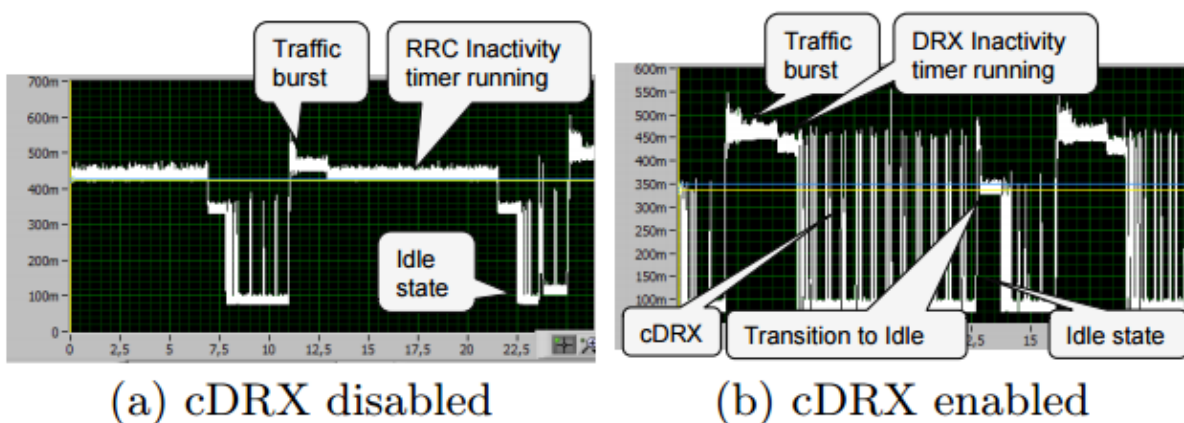 Traffic
burst
RRC Inactivity
timer running
700m
600m
500m
400m
300m
200m
100m
0
Idle
state
0 2,5 5 7,5 10 12,5 15 17,5 20 22,5
(a) cDRX disabled
Traffic
burst
DRX Inactivity
timer running
600m
550m
500m
450m
400m
350m
300m
250m
200m
150m
100m
cDRX
Transition to Idle
Idle state
2,5 15
(b) cDRX enabled